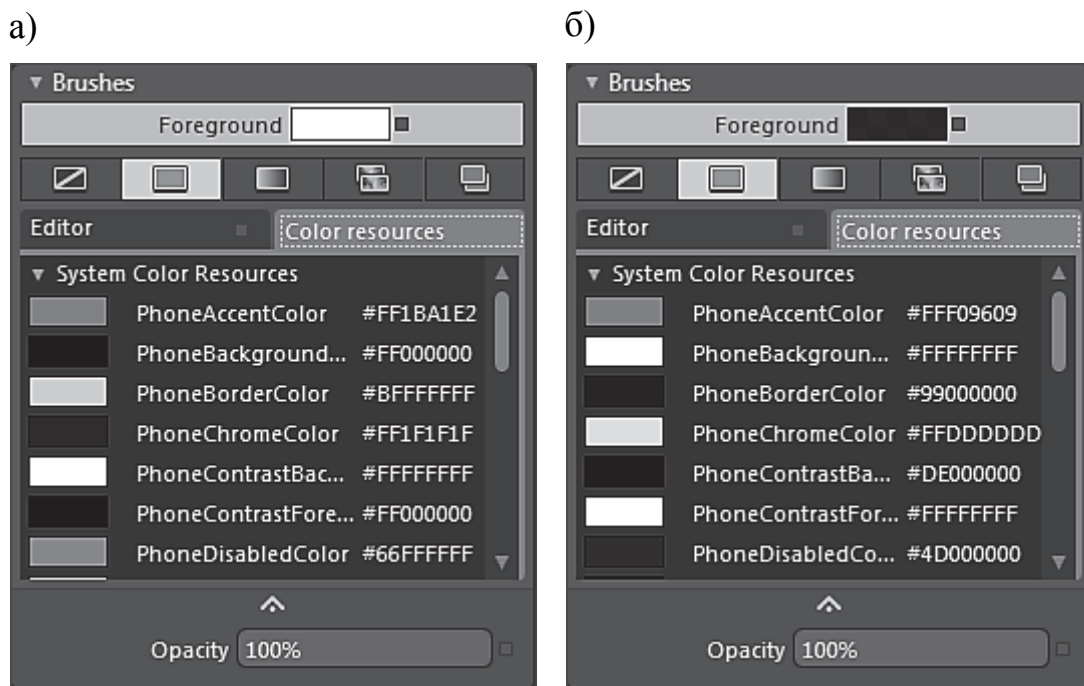 а)
Brushes
Foreground
Editor
Color resources
System Color Resources
PhoneAccentColor #FF1BA1E2
PhoneBackground... #FF000000
PhoneBorderColor #BFFFFFFF
PhoneChromeColor #FF1F1F1F
PhoneContrastBac... #FFFFFFFF
PhoneContrastFore... #FF000000
PhoneDisabledColor #66FFFFFF
Opacity 100%
б)
Brushes
Foreground
Editor
Color resources
System Color Resources
PhoneAccentColor #FFF09609
PhoneBackgroun... #FFFFFFFF
PhoneBorderColor #99000000
PhoneChromeColor #FFDDDDDD
PhoneContrastBa... #DE000000
PhoneContrastFor... #FFFFFFFF
PhoneDisabledCo... #4D000000
Opacity 100%